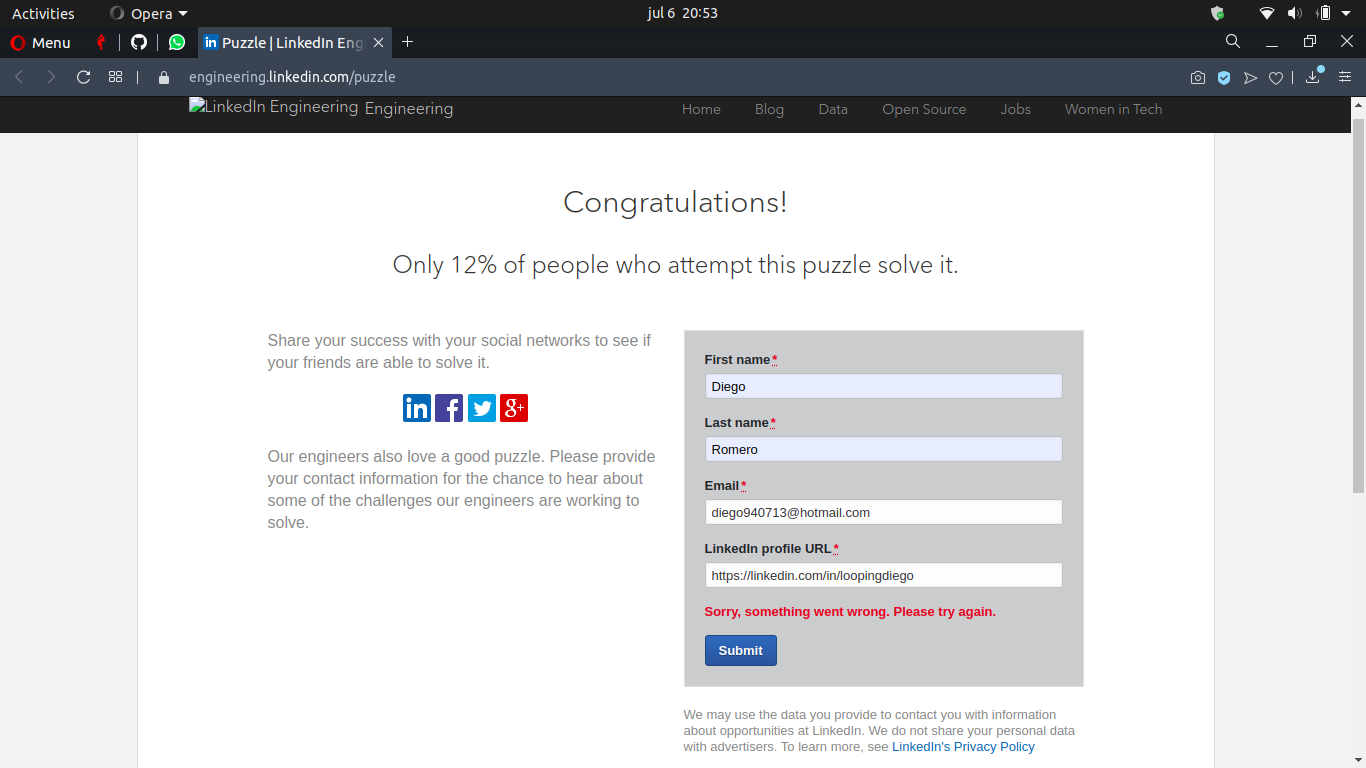 Activities Opera jul 6 20:53
Menu Puzzle | LinkedIn Eng
engineering.linkedin.com/puzzle
LinkedIn Engineering Engineering Home Blog Data Open Source Jobs Women in Tech
Congratulations!
Only 12% of people who attempt this puzzle solve it.
Share your success with your social networks to see if
your friends are able to solve it.
in f g+
Our engineers also love a good puzzle. Please provide
your contact information for the chance to hear about
some of the challenges our engineers are working to
solve.
First name*
Diego
Last name*
Romero
Email*
diego940713@hotmail.com
LinkedIn profile URL*
https://linkedin.com/in/loopingdiego
Sorry, something went wrong. Please try again.
Submit
We may use the data you provide to contact you with information
about opportunities at LinkedIn. We do not share your personal data
with advertisers. To learn more, see LinkedIn's Privacy Policy